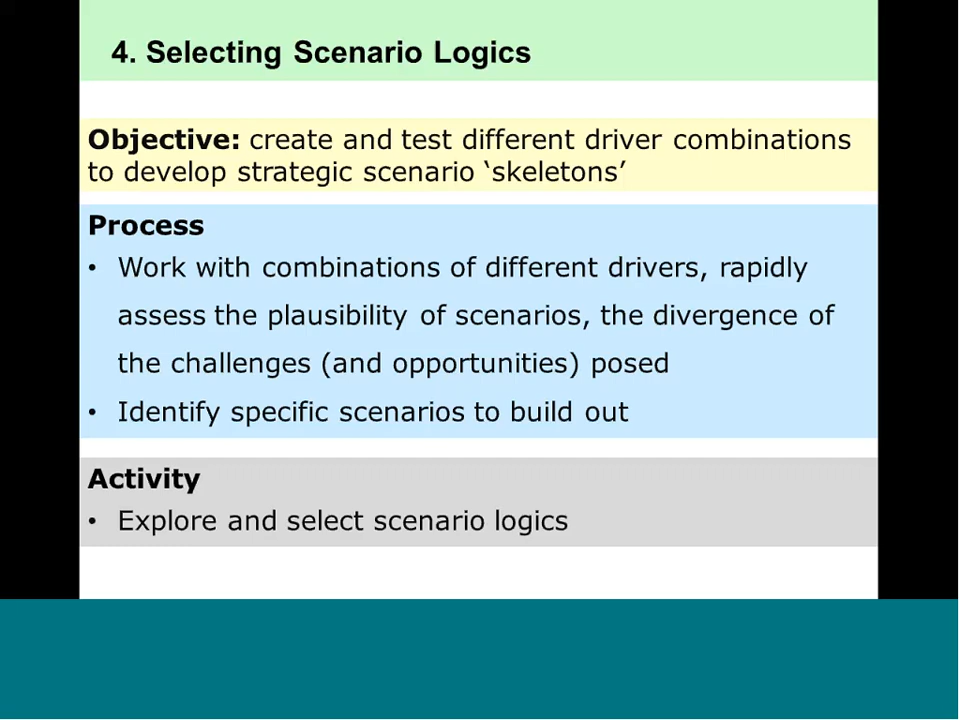 4. Selecting Scenario Logics
Objective: create and test different driver combinations
to develop strategic scenario ‘skeletons’
Process
• Work with combinations of different drivers, rapidly
assess the plausibility of scenarios, the divergence of
the challenges (and opportunities) posed
• Identify specific scenarios to build out
Activity
• Explore and select scenario logics